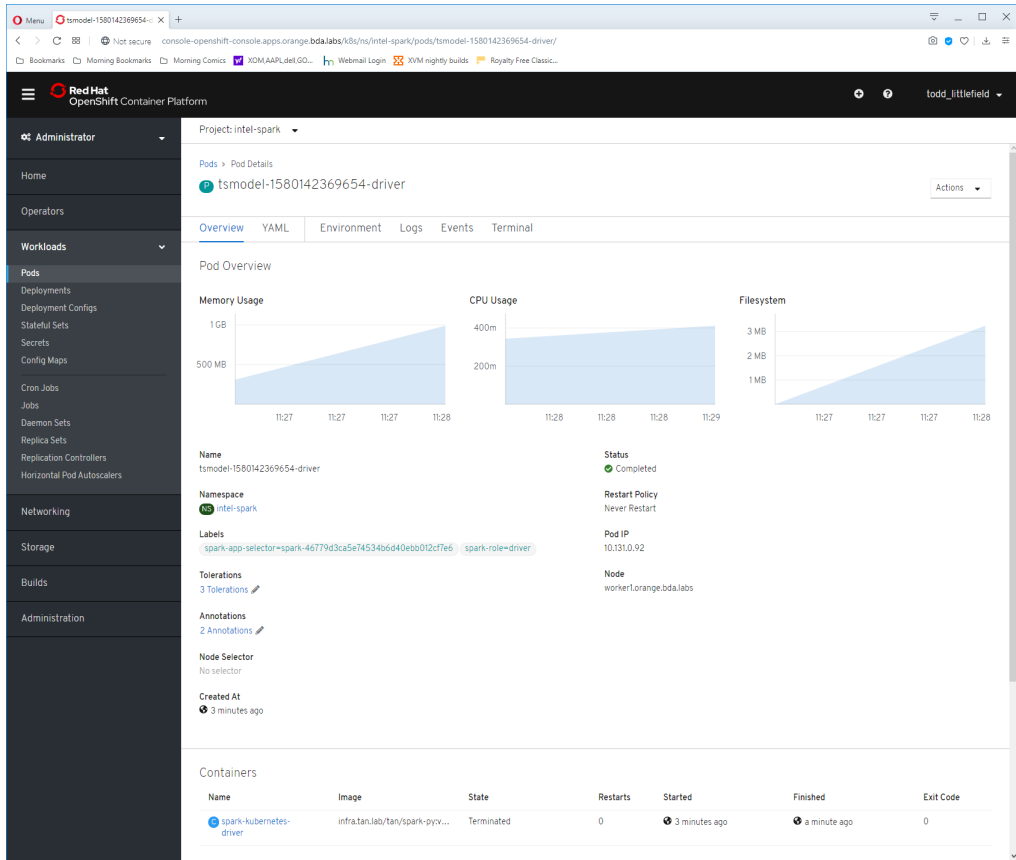 Menu
tsmodel-1580142369654-d
Not secure console-openshift-console.apps.orange.bda.labs/k8s/ns/intel-spark/pods/tsmodel-1580142369654-driver/
Bookmarks Morning Bookmarks Morning Comics XOM,AAPL,dell,GO... Webmail Login XVM nightly builds Royalty Free Classic...
Red Hat
OpenShift Container Platform
todd_littlefield
Administrator
Home
Operators
Workloads
Pods
Deployments
Deployment Configs
Stateful Sets
Secrets
Config Maps
Cron Jobs
Jobs
Daemon Sets
Replica Sets
Replication Controllers
Horizontal Pod Autoscalers
Networking
Storage
Builds
Administration
Project: intel-spark
Pods > Pod Details
P tsmodel-1580142369654-driver
Actions
Overview YAML Environment Logs Events Terminal
Pod Overview
Memory Usage
1 GB
500 MB
11:27 11:27 11:27 11:28
CPU Usage
400m
200m
11:28 11:28 11:28 11:29
Filesystem
3 MB
2 MB
1 MB
11:27 11:27 11:27 11:28
Name
tsmodel-1580142369654-driver
Namespace
NS intel-spark
Labels
spark-app-selector=spark-46779d3ca5e74534b6d40ebb012cf7e6 spark-role=driver
Tolerations
3 Tolerations
Annotations
2 Annotations
Node Selector
No selector
Created At
3 minutes ago
Status
Completed
Restart Policy
Never Restart
Pod IP
10.131.0.92
Node
worker1.orange.bda.labs
Containers
Name Image State Restarts Started Finished Exit Code
C spark-kubernetes-driver infra.tan.lab/tan/spark-py:v... Terminated 0 3 minutes ago a minute ago 0